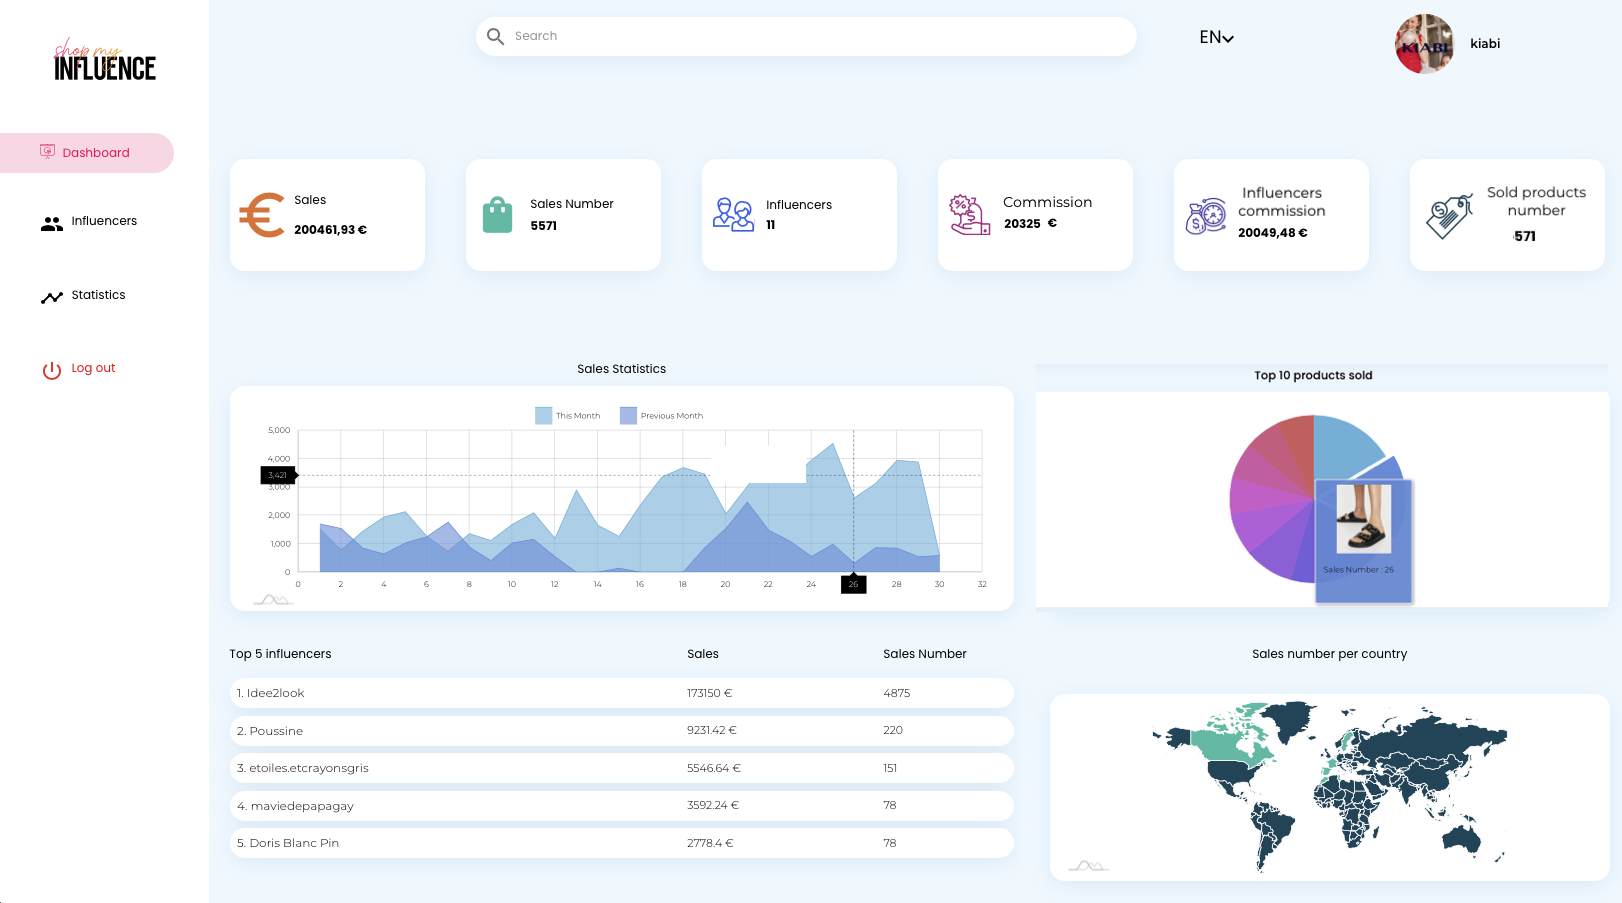 shop my
INFLUENCE
Search
EN
KIABI
kiabi
Dashboard
Influencers
Statistics
Log out
Sales
200461,93 €
Sales Number
5571
Influencers
11
Commission
20325 €
Influencers
commission
20049,48 €
Sold products
number
571
Sales Statistics
This Month
Previous Month
5,000
4,000
3,421
3,000
2,000
1,000
0
0 2 4 6 8 10 12 14 16 18 20 22 24 26 28 30 32
Top 10 products sold
Sales Number : 26
Top 5 influencers Sales Sales Number
1. Idee2look 173150 € 4875
2. Poussine 9231.42 € 220
3. etoiles.etcrayonsgris 5546.64 € 151
4. maviedepapagay 3592.24 € 78
5. Doris Blanc Pin 2778.4 € 78
Sales number per country